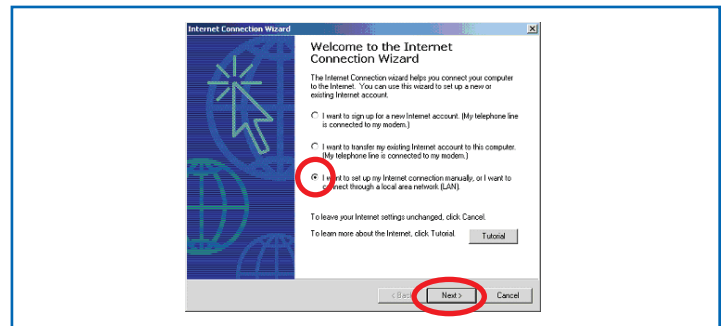 Internet Connection Wizard
Welcome to the Internet
Connection Wizard
The Internet Connection wizard helps you connect your computer
to the Internet. You can use this wizard to set up a new or
existing Internet account.
I want to sign up for a new Internet account. (My telephone line
is connected to my modem.)
I want to transfer my existing Internet account to this computer.
(My telephone line is connected to my modem.)
I want to set up my Internet connection manually, or I want to
connect through a local area network (LAN).
To leave your Internet settings unchanged, click Cancel.
To learn more about the Internet, click Tutorial.
Tutorial
< Back
Next >
Cancel